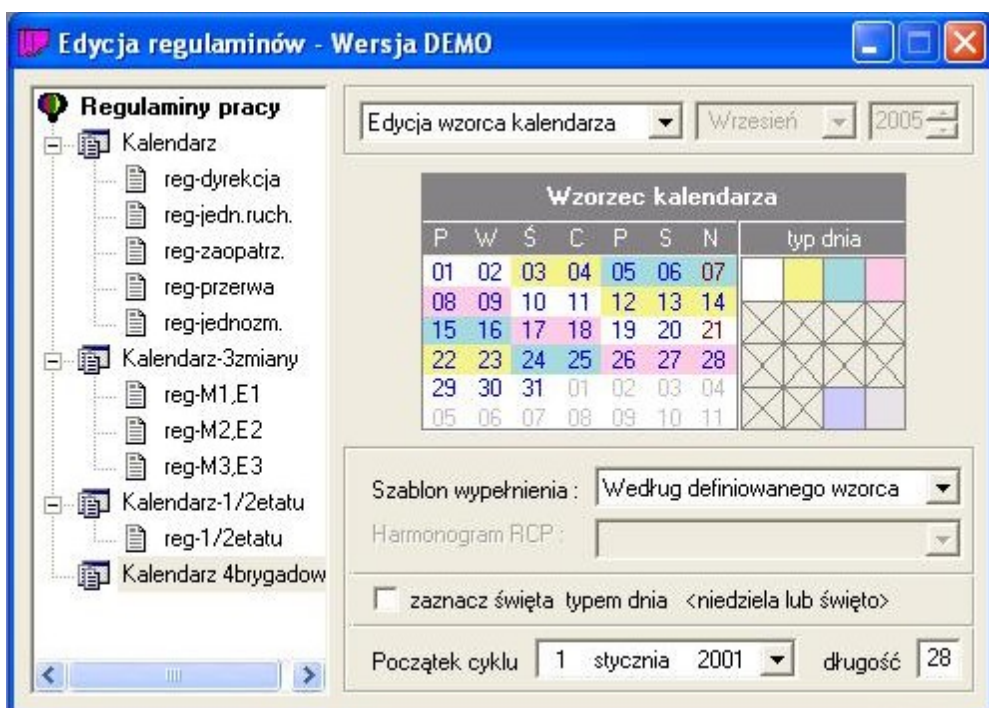 Edycja regulaminów - Wersja DEMO
Regulaminy pracy
Kalendarz
reg-dyrekcja
reg-jedn.ruch.
reg-zaopatrz.
reg-przerwa
reg-jednozm.
Kalendarz-3zmiany
reg-M1,E1
reg-M2,E2
reg-M3,E3
Kalendarz-1/2etatu
reg-1/2etatu
Kalendarz 4brygadow
Edycja wzorca kalendarza Wrzesień 2005
Wzorzec kalendarza
P W Ś C P S N typ dnia
01 02 03 04 05 06 07
08 09 10 11 12 13 14
15 16 17 18 19 20 21
22 23 24 25 26 27 28
29 30 31 01 02 03 04
05 06 07 08 09 10 11
Szablon wypełnienia : Według definiowanego wzorca
Harmonogram RCP :
zaznacz święta typem dnia <niedziela lub święto>
Początek cyklu 1 stycznia 2001 długość 28